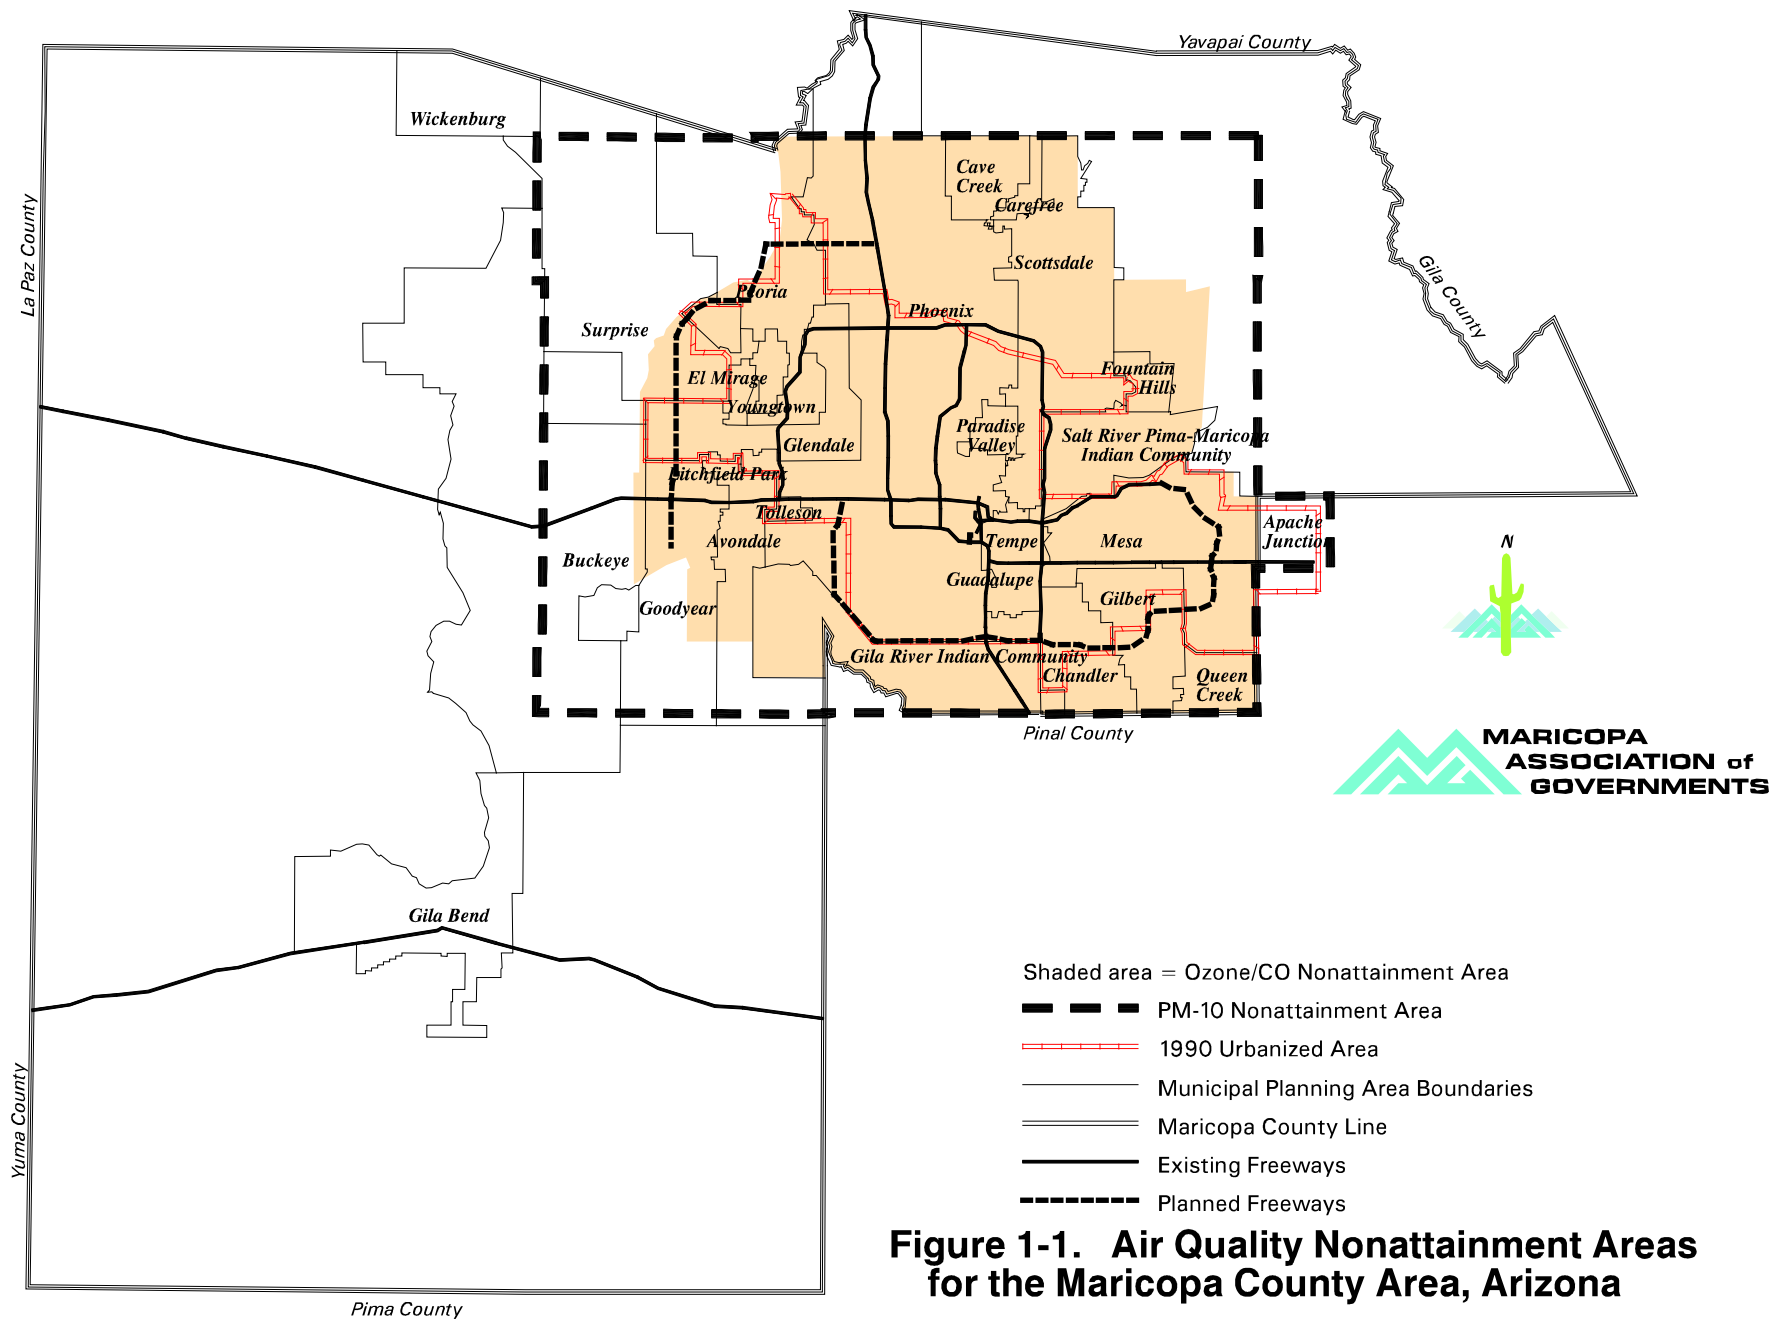 Yavapai County
Wickenburg
Cave
Creek
Carefree
La Paz County
Scottsdale
Gila County
Peoria
Phoenix
Surprise
Fountain
Hills
El Mirage
Youngtown
Paradise
Valley
Glendale
Salt River Pima-Maricopa
Indian Community
Litchfield Park
Tolleson
Apache
Junction
Avondale
Tempe
Mesa
N
Buckeye
Guadalupe
Goodyear
Gilbert
Gila River Indian Community
Chandler
Queen
Creek
Pinal County
MARICOPA
ASSOCIATION of
GOVERNMENTS
Gila Bend
Shaded area = Ozone/CO Nonattainment Area
PM-10 Nonattainment Area
1990 Urbanized Area
Municipal Planning Area Boundaries
Maricopa County Line
Yuma County
Existing Freeways
Planned Freeways
Figure 1-1. Air Quality Nonattainment Areas
for the Maricopa County Area, Arizona
Pima County